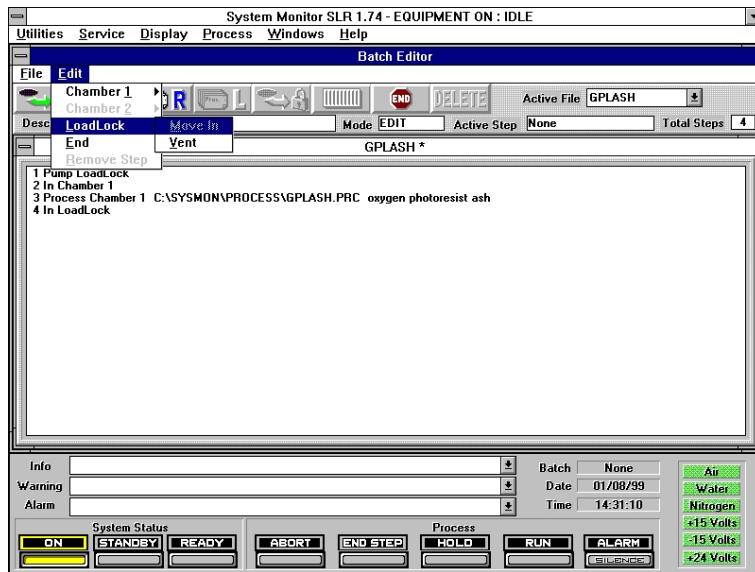 System Monitor SLR 1.74 - EQUIPMENT ON : IDLE
Utilities Service Display Process Windows Help
Batch Editor
File Edit
Chamber 1
Chamber 2
LoadLock
End
Remove Step
Move In
Vent
R L END DELETE Active File GPLASH
Desc Mode EDIT Active Step None Total Steps 4
GPLASH *
1 Pump LoadLock
2 In Chamber 1
3 Process Chamber 1 C:\SYSMON\PROCESS\GPLASH.PRC oxygen photoresist ash
4 In LoadLock
Info
Warning
Alarm
Batch None
Date 01/08/99
Time 14:31:10
Air
Water
Nitrogen
+15 Volts
-15 Volts
+24 Volts
System Status
ON STANDBY READY
Process
ABORT END STEP HOLD RUN ALARM
SILENCE